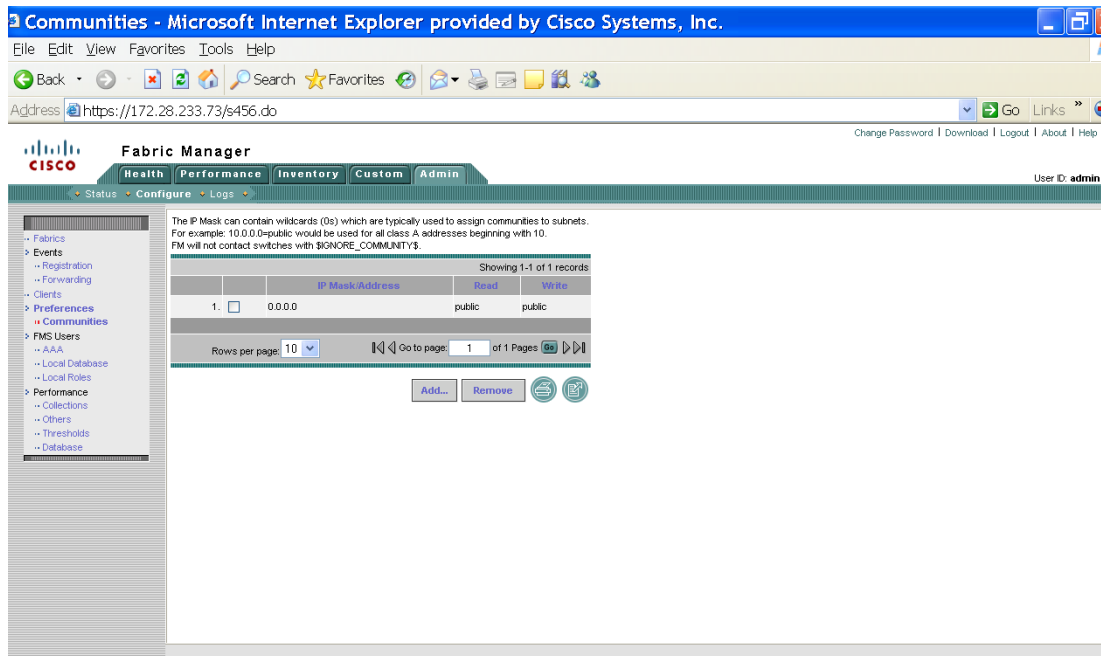 Communities - Microsoft Internet Explorer provided by Cisco Systems, Inc.
File Edit View Favorites Tools Help
Back Search Favorites
Address https://172.28.233.73/s456.do Go Links »
Change Password | Download | Logout | About | Help
CISCO
Fabric Manager
Health Performance Inventory Custom Admin
User ID: admin
Status Configure Logs
Fabrics
Events
Registration
Forwarding
Clients
Preferences
Communities
FMS Users
AAA
Local Database
Local Roles
Performance
Collections
Others
Thresholds
Database
The IP Mask can contain wildcards (0s) which are typically used to assign communities to subnets.
For example: 10.0.0.0=public would be used for all class A addresses beginning with 10.
FM will not contact switches with $IGNORE_COMMUNITY$.
Showing 1-1 of 1 records
IP Mask/Address Read Write
1. 0.0.0.0 public public
Rows per page: 10 Go to page: 1 of 1 Pages Go
Add... Remove